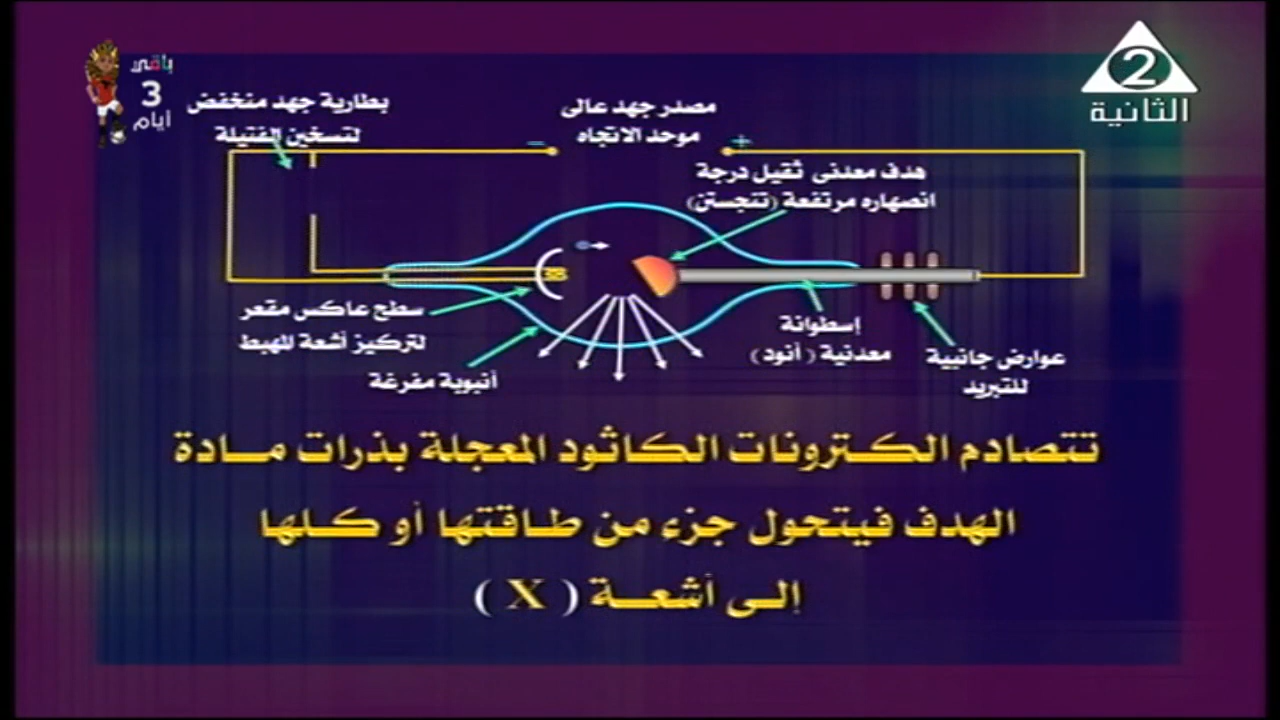 باقي
3
أيام
2
الثانية
بطارية جهد منخفض
لتسخين الفتيلة
مصدر جهد عالى
موحد الاتجاه
- +
هدف معدنى ثقيل درجة
انصهاره مرتفعة (تنجستن)
سطح عاكس مقعر
لتركيز أشعة المهبط
أنبوبة مفرغة
إسطوانة
معدنية (أنود)
عوارض جانبية
للتبريد
تتصادم الكترونات الكاثود المعجلة بذرات مادة
الهدف فيتحول جزء من طاقتها أو كلها
إلى أشعة (X)